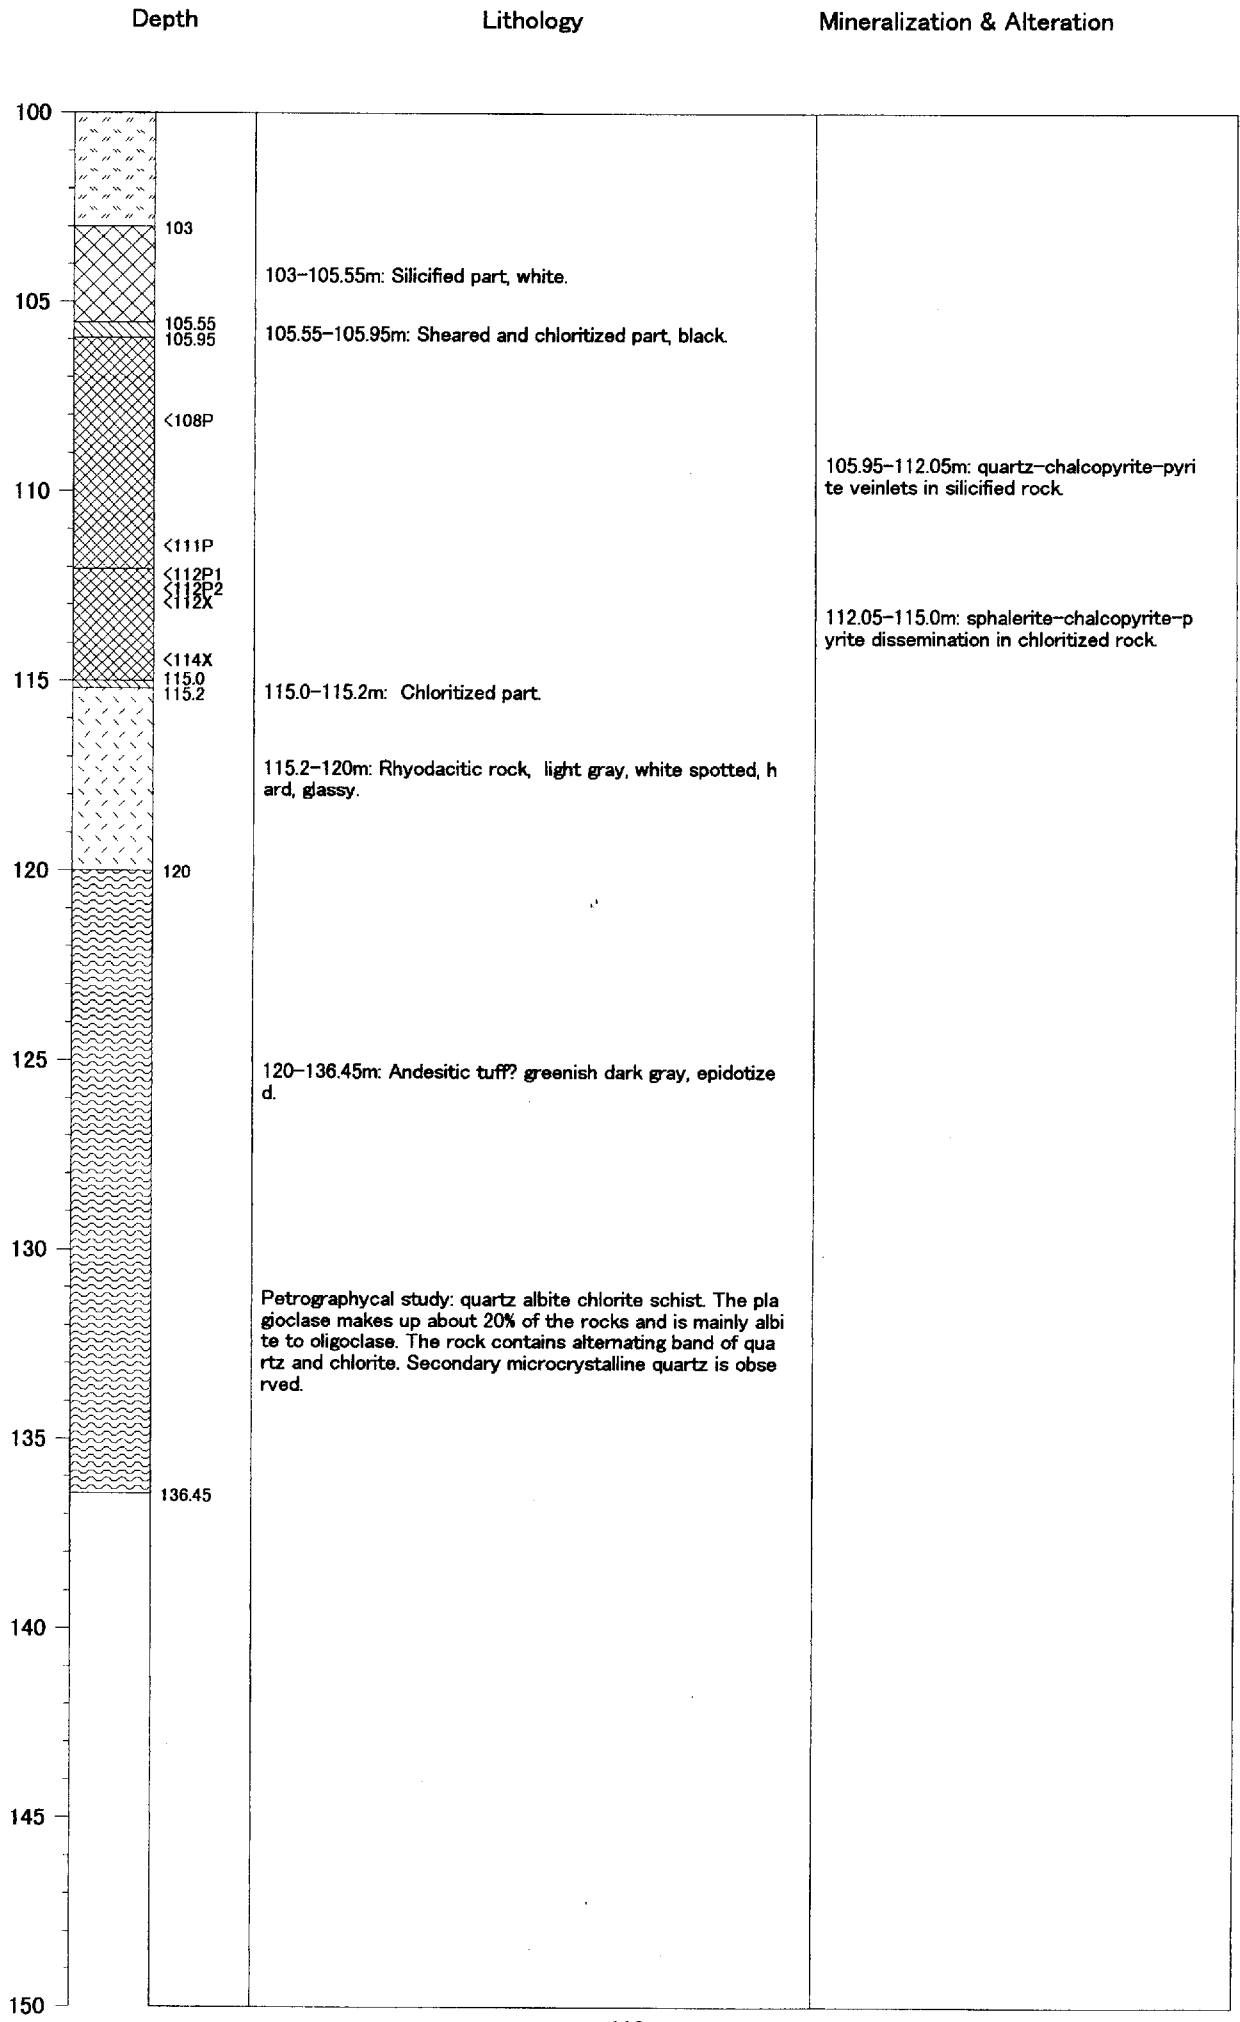 Depth
Lithology
Mineralization & Alteration
100
103
103-105.55m: Silicified part, white.
105
105.55
105.95
105.55-105.95m: Sheared and chloritized part, black.
<108P
105.95-112.05m: quartz-chalcopyrite-pyri
te veinlets in silicified rock.
110
<111P
<112P1
<112P2
<112X
112.05-115.0m: sphalerite-chalcopyrite-p
yrite dissemination in chloritized rock.
<114X
115
115.0
115.2
115.0-115.2m: Chloritized part.
115.2-120m: Rhyodacitic rock, light gray, white spotted, h
ard, glassy.
120
120
125
120-136.45m: Andesitic tuff? greenish dark gray, epidotize
d.
130
Petrographycal study: quartz albite chlorite schist. The pla
gioclase makes up about 20% of the rocks and is mainly albi
te to oligoclase. The rock contains alternating band of qua
rtz and chlorite. Secondary microcrystalline quartz is obse
rved.
135
136.45
140
145
150